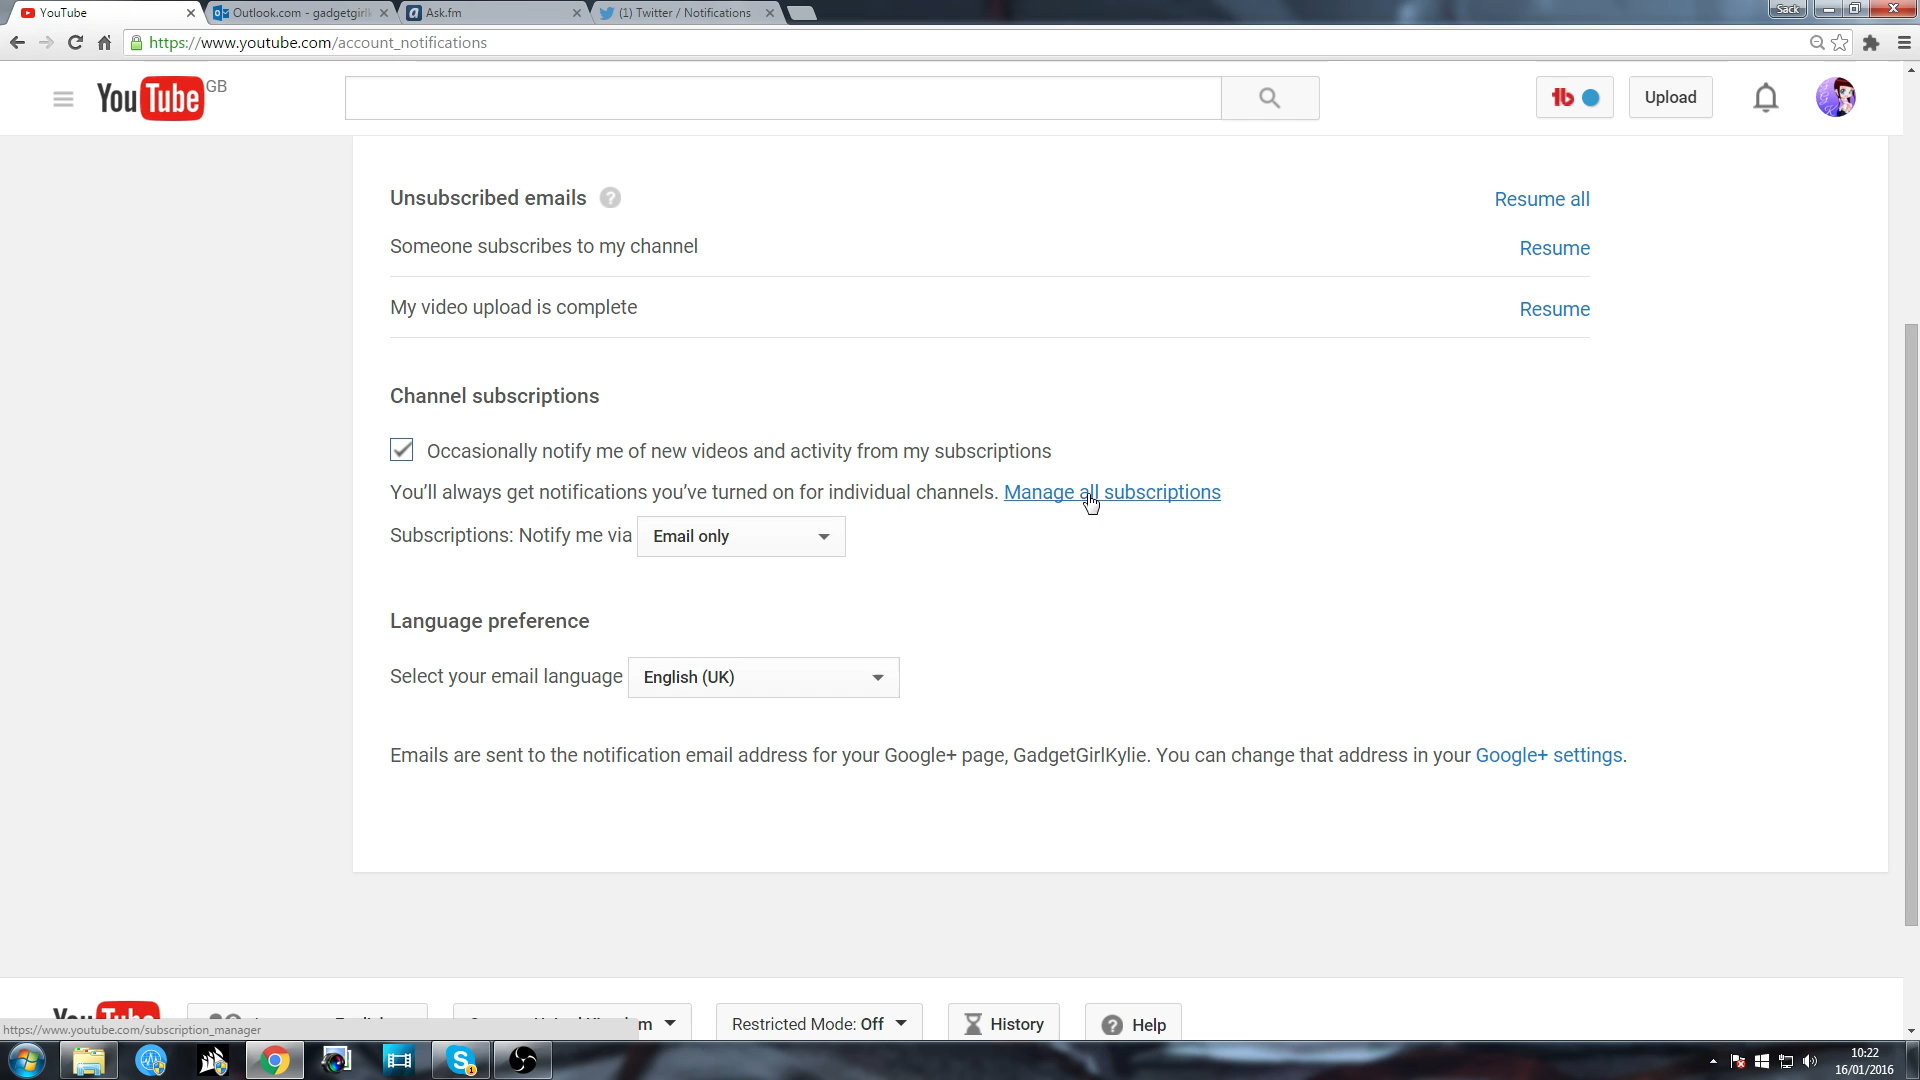 YouTube
Outlook.com - gadgetgirlk
Ask.fm
(1) Twitter / Notifications
Sack
https://www.youtube.com/account_notifications
YouTube GB
Upload
Unsubscribed emails ?
Resume all
Someone subscribes to my channel
Resume
My video upload is complete
Resume
Channel subscriptions
Occasionally notify me of new videos and activity from my subscriptions
You'll always get notifications you've turned on for individual channels. Manage all subscriptions
Subscriptions: Notify me via Email only
Language preference
Select your email language English (UK)
Emails are sent to the notification email address for your Google+ page, GadgetGirlKylie. You can change that address in your Google+ settings.
YouTube
Restricted Mode: Off
History
? Help
https://www.youtube.com/subscription_manager
10:22
16/01/2016